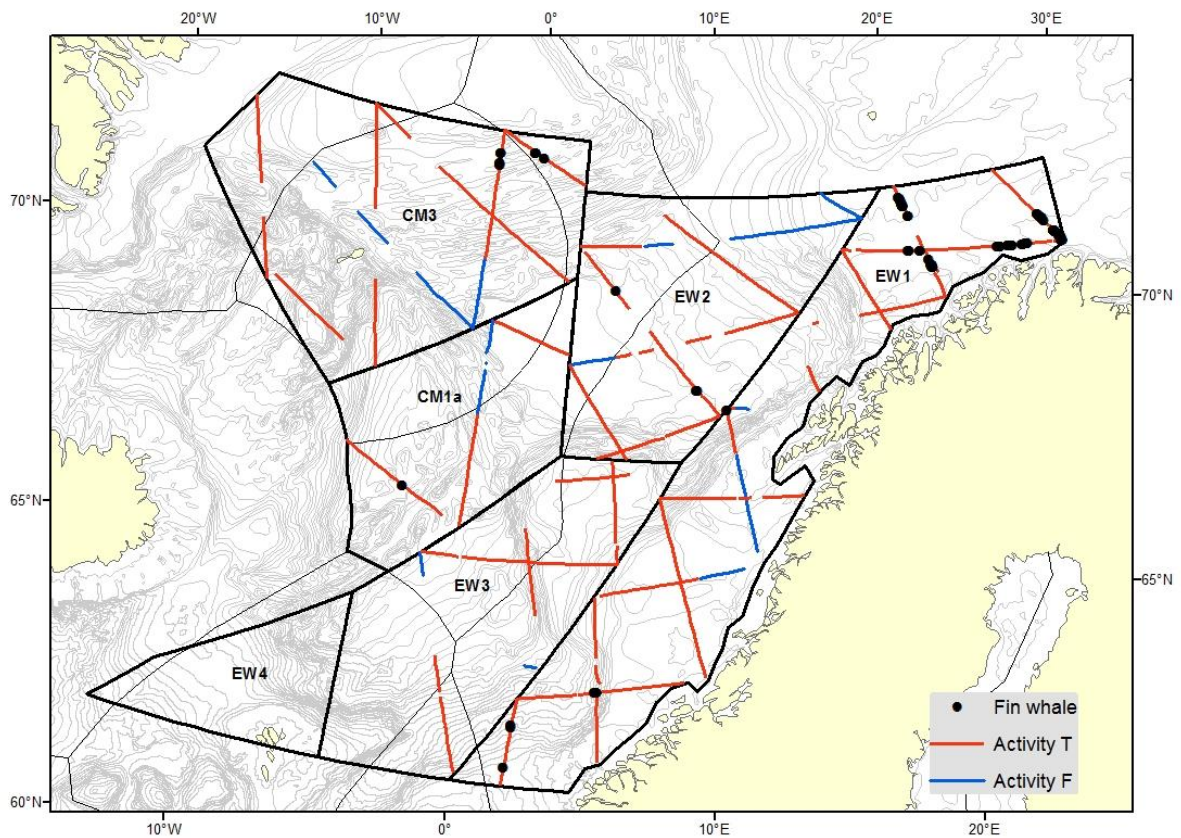 20°W 10°W 0° 10°E 20°E 30°E
70°N
CM3
EW1
70°N
EW2
CM1a
65°N
65°N
EW3
EW4
Fin whale
Activity T
Activity F
60°N
10°W 0° 10°E 20°E